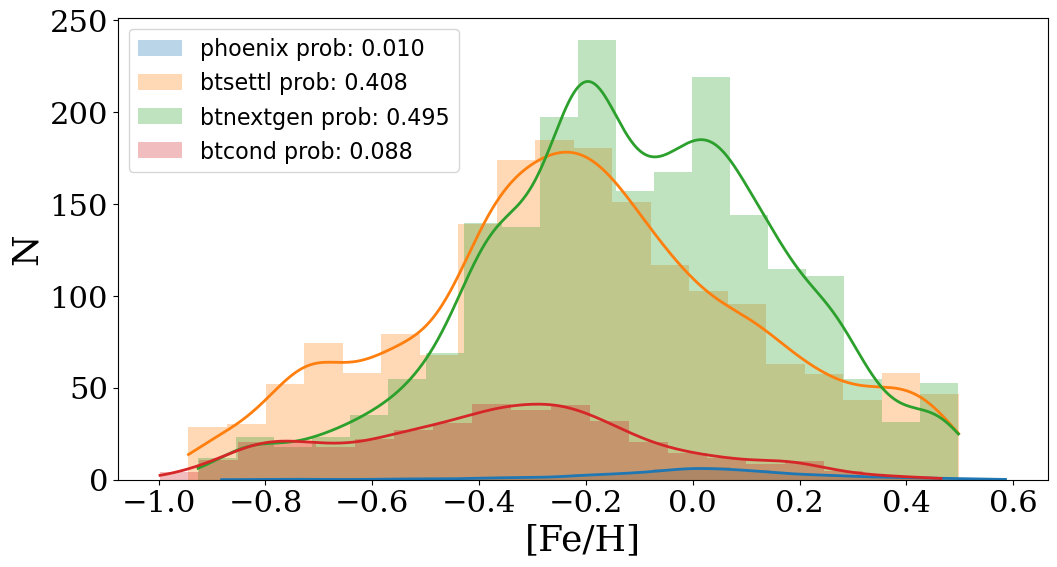 250
200
150
100
50
0
N
phoenix prob: 0.010
btsettl prob: 0.408
btnextgen prob: 0.495
btcond prob: 0.088
−1.0 −0.8 −0.6 −0.4 −0.2 0.0 0.2 0.4 0.6
[Fe/H]